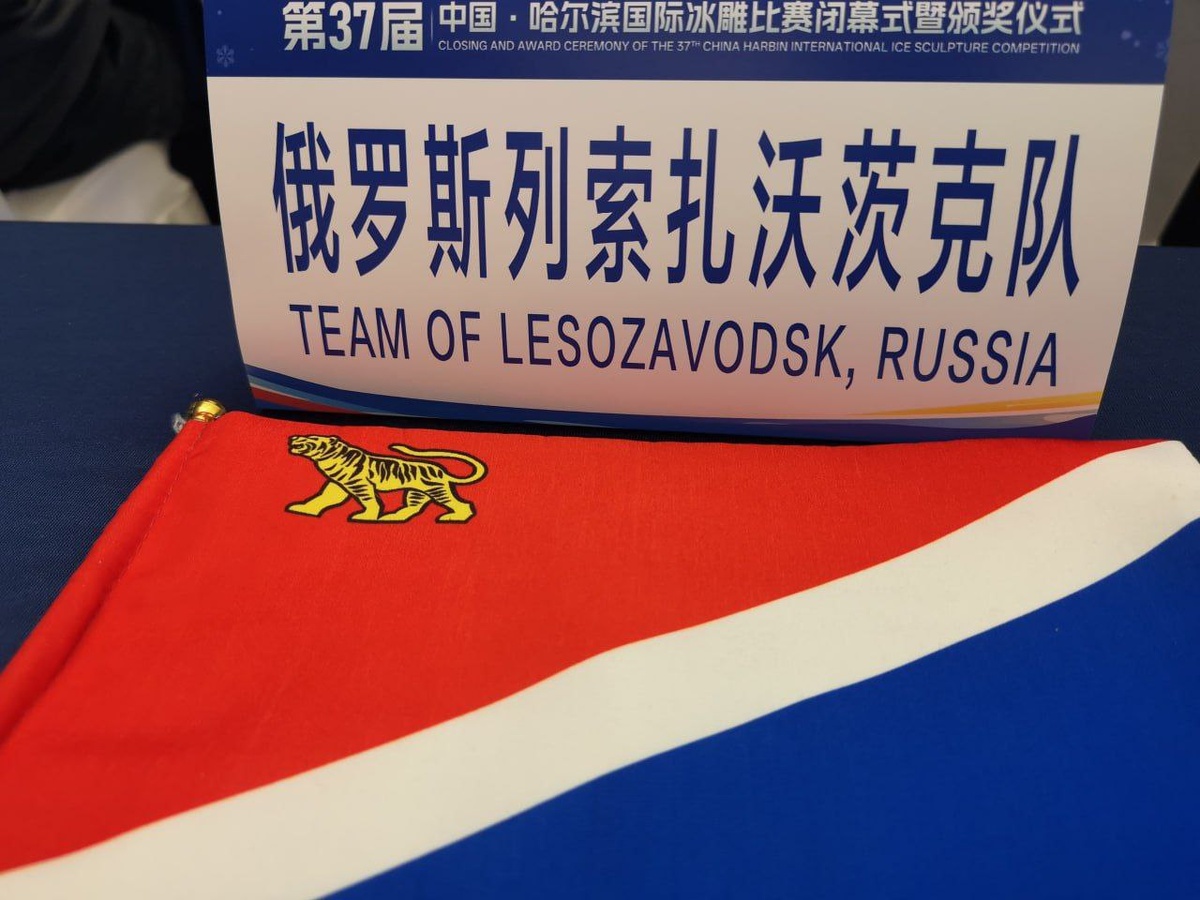 第37届 中国·哈尔滨国际冰雕比赛闭幕式暨颁奖仪式
CLOSING AND AWARD CEREMONY OF THE 37TH CHINA HARBIN INTERNATIONAL ICE SCULPTURE COMPETITION
俄罗斯列索扎沃茨克队
TEAM OF LESOZAVODSK, RUSSIA